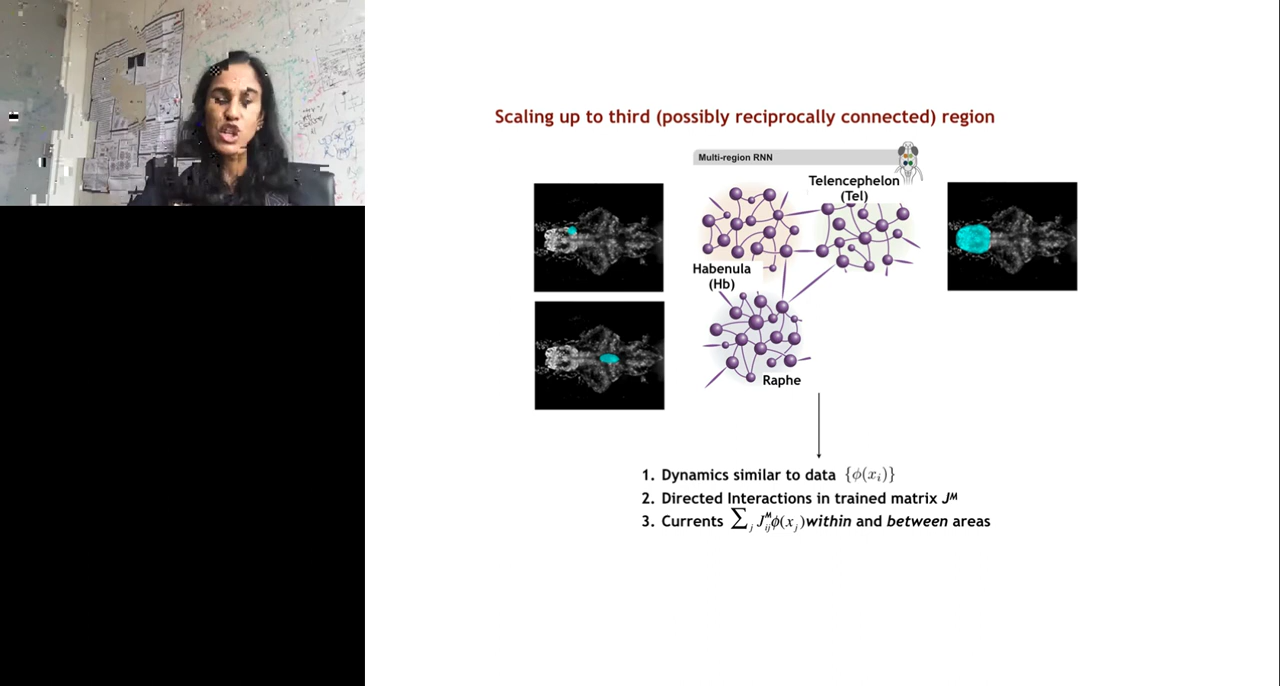 Scaling up to third (possibly reciprocally connected) region
Multi-region RNN
Telencephelon
(Tel)
Habenula
(Hb)
Raphe
1. Dynamics similar to data {ϕ(xᵢ)}
2. Directed Interactions in trained matrix Jᴹ
3. Currents ∑ⱼ Jᴹᵢⱼϕ(xⱼ) within and between areas